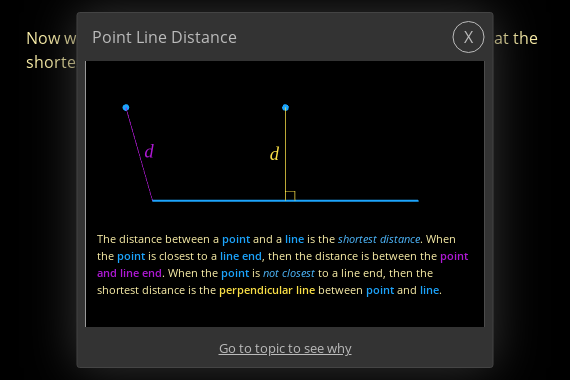 Now w
at the
shorte
Point Line Distance
X
d
d
The distance between a point and a line is the shortest distance. When
the point is closest to a line end, then the distance is between the point
and line end. When the point is not closest to a line end, then the
shortest distance is the perpendicular line between point and line.
Go to topic to see why